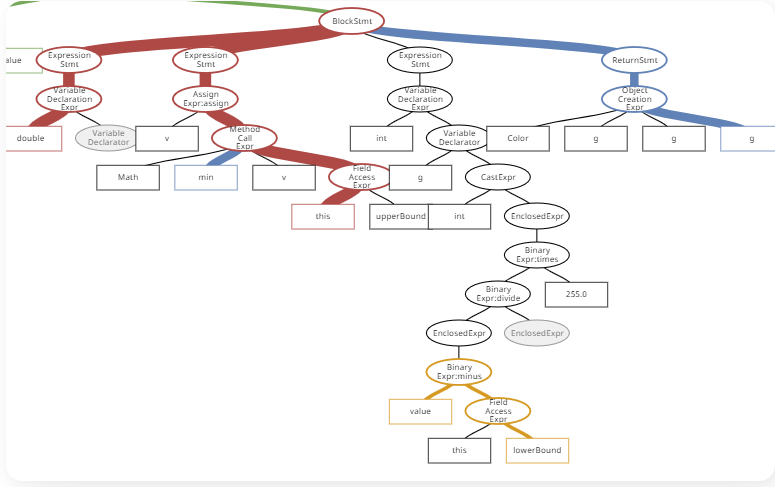 BlockStmt
alue
Expression
Stmt
Expression
Stmt
Expression
Stmt
ReturnStmt
Variable
Declaration
Expr
Assign
Expr:assign
Variable
Declaration
Expr
Object
Creation
Expr
double
Variable
Declarator
v
Method
Call
Expr
int
Variable
Declarator
Color
g
g
g
Math
min
v
Field
Access
Expr
g
CastExpr
this
upperBound
int
EnclosedExpr
Binary
Expr:times
Binary
Expr:divide
255.0
EnclosedExpr
EnclosedExpr
Binary
Expr:minus
value
Field
Access
Expr
this
lowerBound